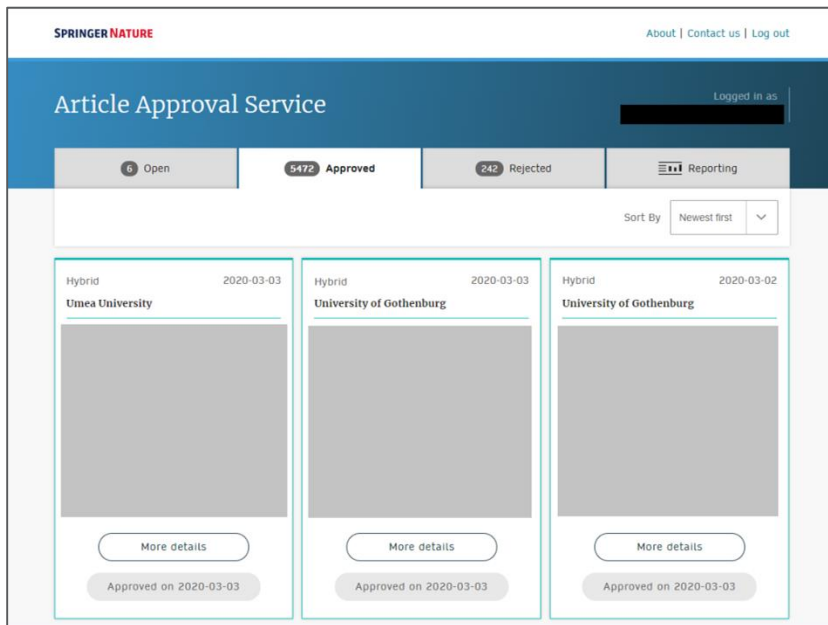 SPRINGER NATURE
About | Contact us | Log out
Article Approval Service
Logged in as
6 Open
5472 Approved
242 Rejected
Reporting
Sort By Newest first
Hybrid 2020-03-03
Umea University
More details
Approved on 2020-03-03
Hybrid 2020-03-03
University of Gothenburg
More details
Approved on 2020-03-03
Hybrid 2020-03-02
University of Gothenburg
More details
Approved on 2020-03-03